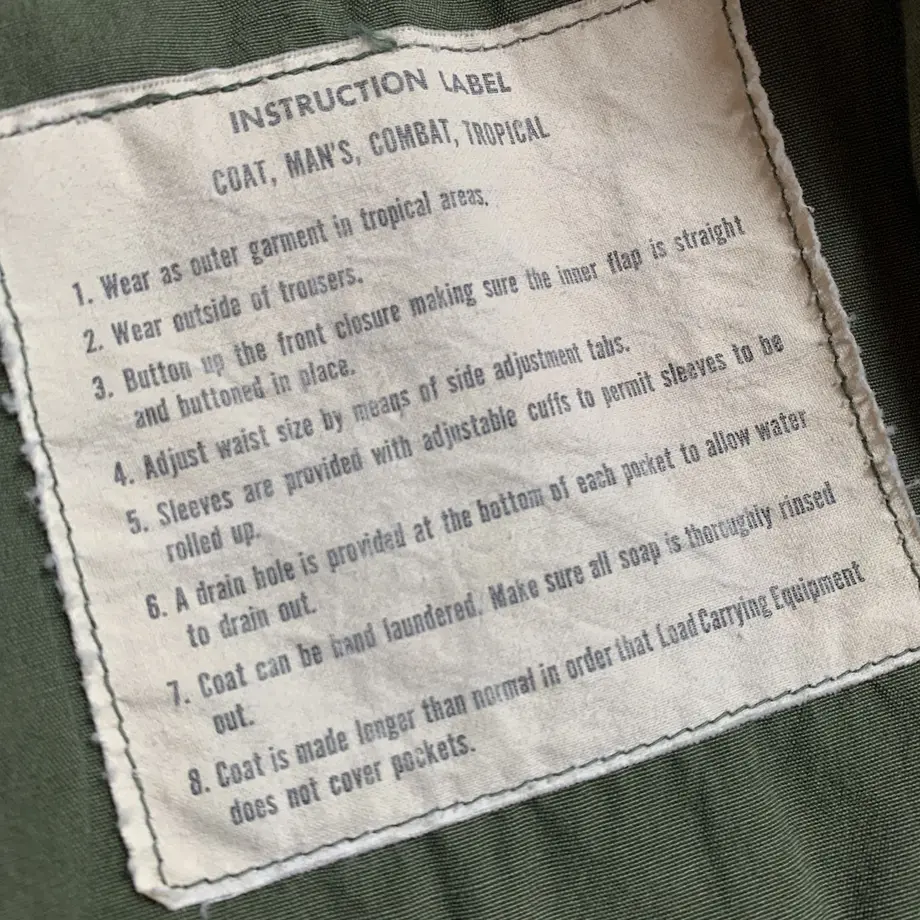 INSTRUCTION LABEL
COAT, MAN'S, COMBAT, TROPICAL
1. Wear as outer garment in tropical areas.
2. Wear outside of trousers.
3. Button up the front closure making sure the inner flap is straight
and buttoned in place.
4. Adjust waist size by means of side adjustment tabs.
5. Sleeves are provided with adjustable cuffs to permit sleeves to be
rolled up.
6. A drain hole is provided at the bottom of each pocket to allow water
to drain out.
7. Coat can be hand laundered. Make sure all soap is thoroughly rinsed
out.
8. Coat is made longer than normal in order that Load Carrying Equipment
does not cover pockets.